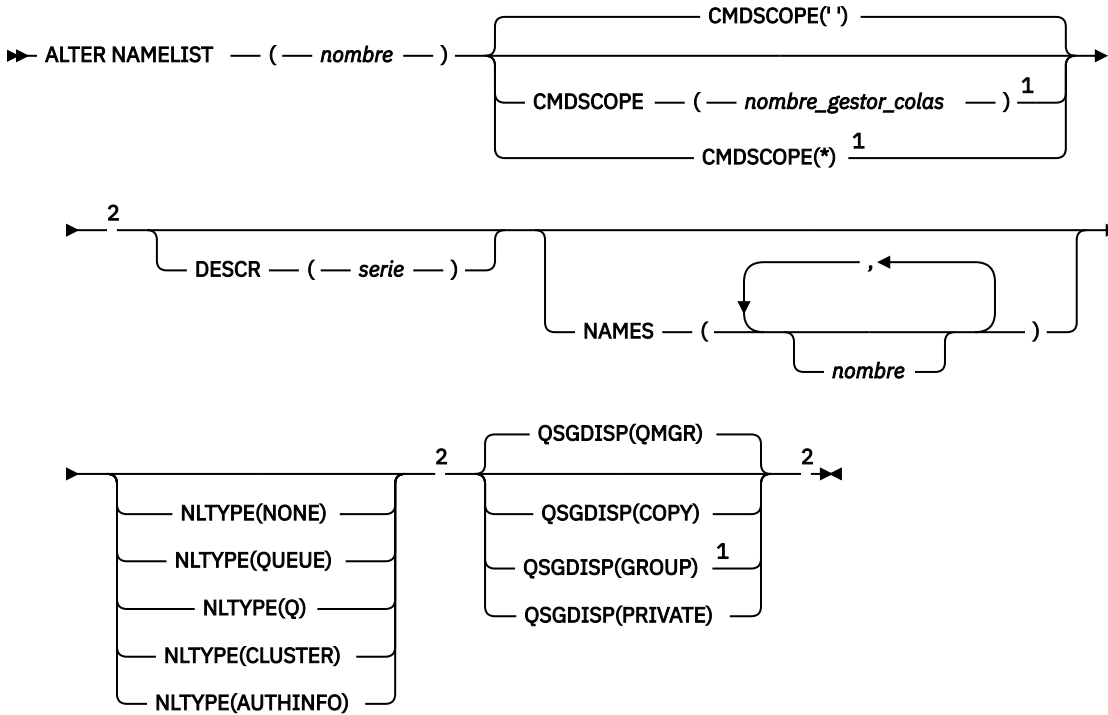 CMDSCOPE(' ')
ALTER NAMELIST ( nombre )
CMDSCOPE ( nombre_gestor_colas ) 1
CMDSCOPE(*) 1
2
DESCR ( serie )
,
NAMES ( )
nombre
QSGDISP(QMGR)
2 2
NLTYPE(NONE) QSGDISP(COPY)
NLTYPE(QUEUE) QSGDISP(GROUP) 1
NLTYPE(Q) QSGDISP(PRIVATE)
NLTYPE(CLUSTER)
NLTYPE(AUTHINFO)